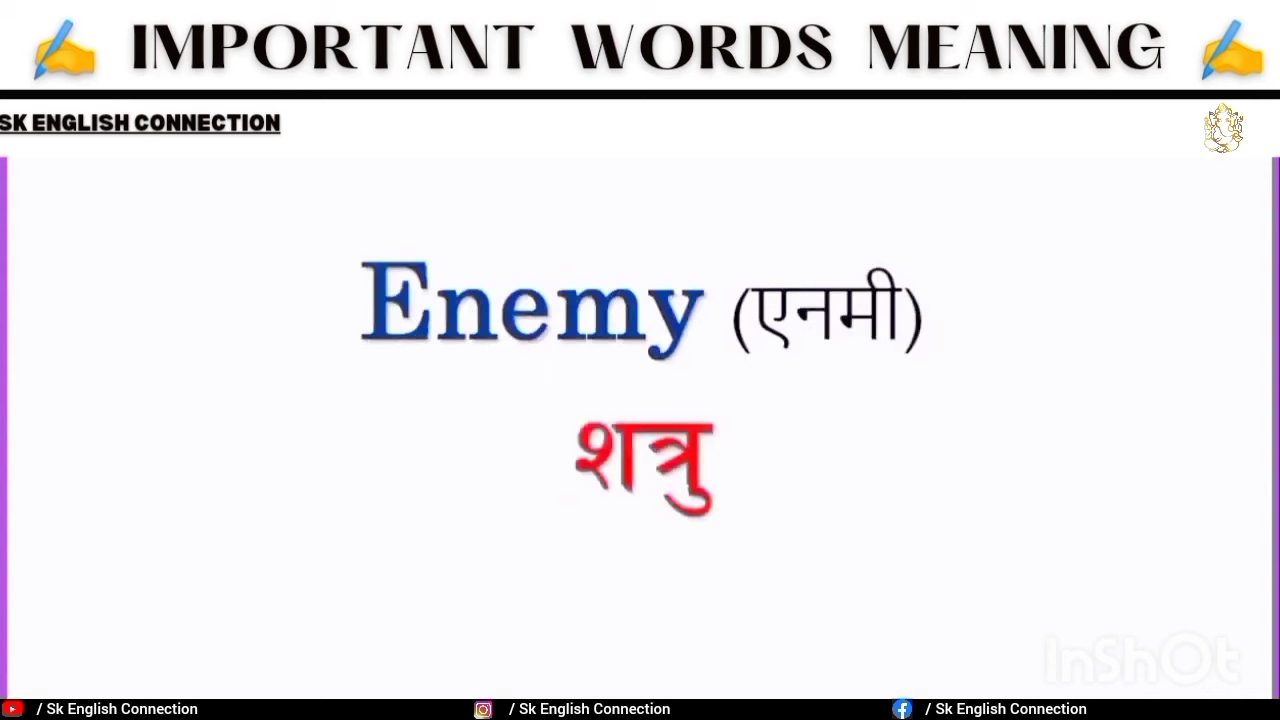 ✍️ IMPORTANT WORDS MEANING ✍️
SK ENGLISH CONNECTION
Enemy (एनमी)
शत्रु
InShOt
/ Sk English Connection / Sk English Connection / Sk English Connection